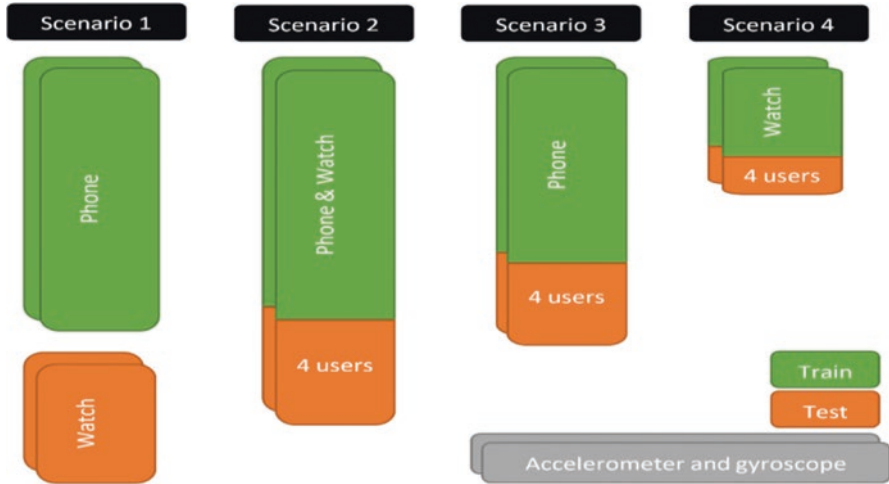 Scenario 1
Scenario 2
Scenario 3
Scenario 4
Phone
Phone & Watch
Phone
Watch
4 users
4 users
4 users
Watch
Train
Test
Accelerometer and gyroscope